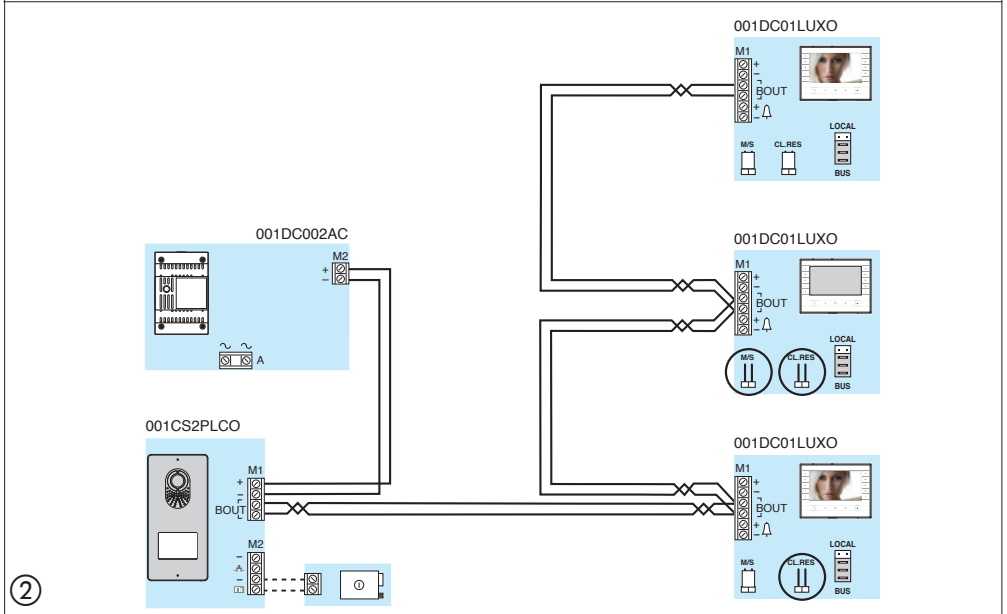 001DC01LUXO
M1
+
−
BOUT
+
−
LOCAL
M/S
CL.RES
BUS
001DC002AC
M2
+
−
A
001DC01LUXO
M1
+
−
BOUT
+
−
LOCAL
M/S
CL.RES
BUS
001CS2PLCO
M1
+
−
BOUT
M2
−
−
001DC01LUXO
M1
+
−
BOUT
+
−
LOCAL
M/S
CL.RES
BUS
2